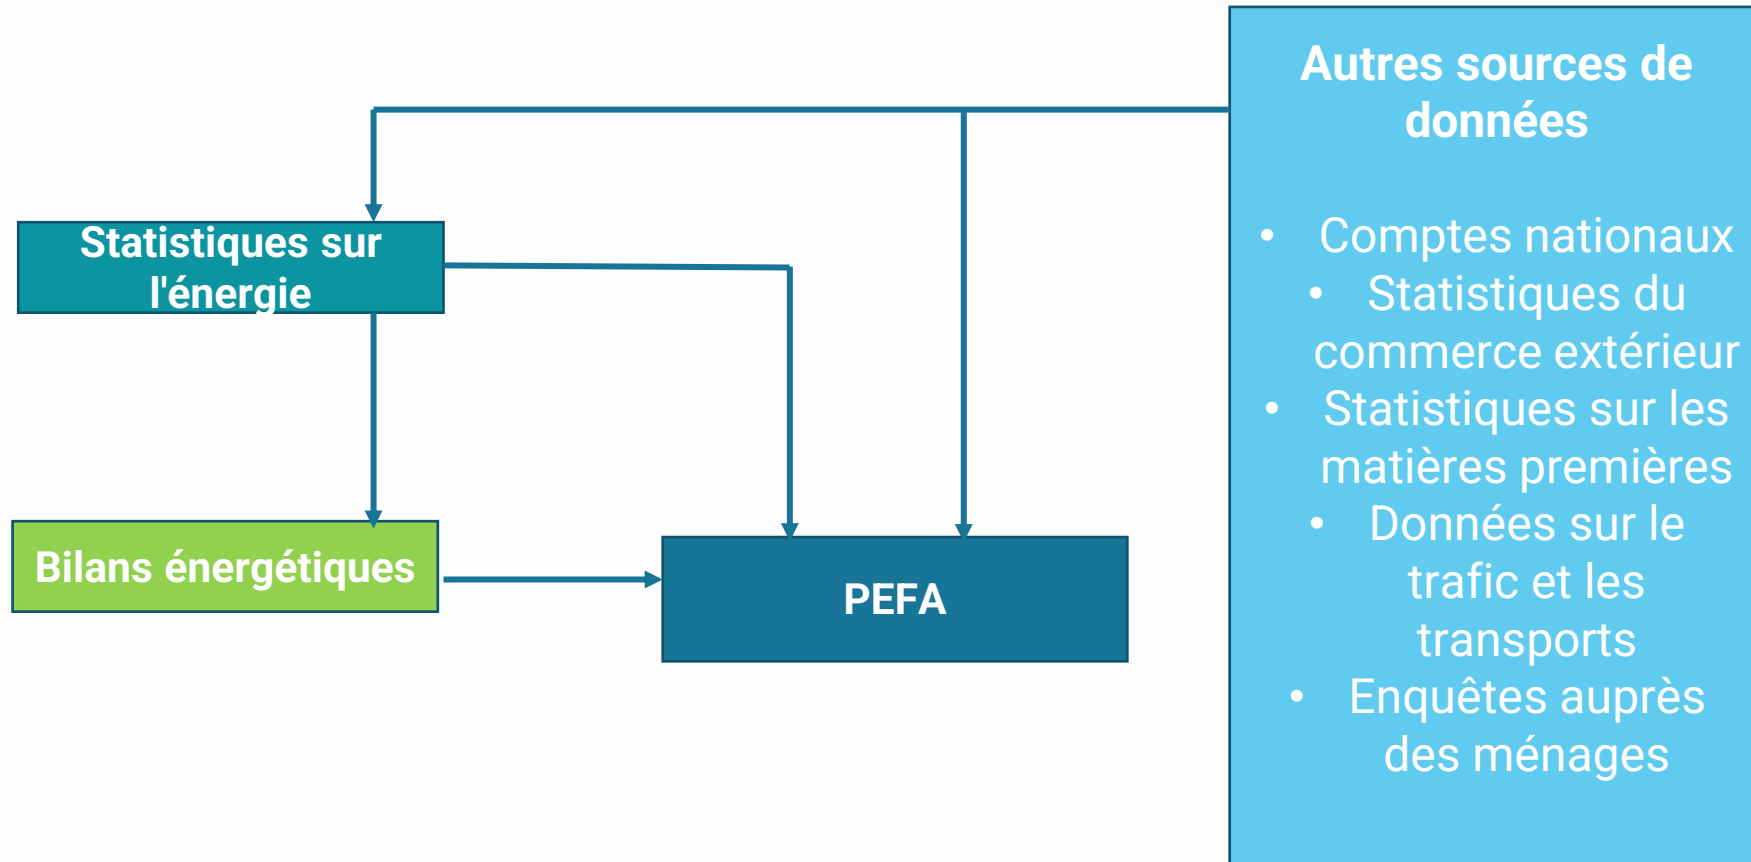 Autres sources de
données
• Comptes nationaux
• Statistiques du
commerce extérieur
• Statistiques sur les
matières premières
• Données sur le
trafic et les
transports
• Enquêtes auprès
des ménages
Statistiques sur
l'énergie
Bilans énergétiques
PEFA